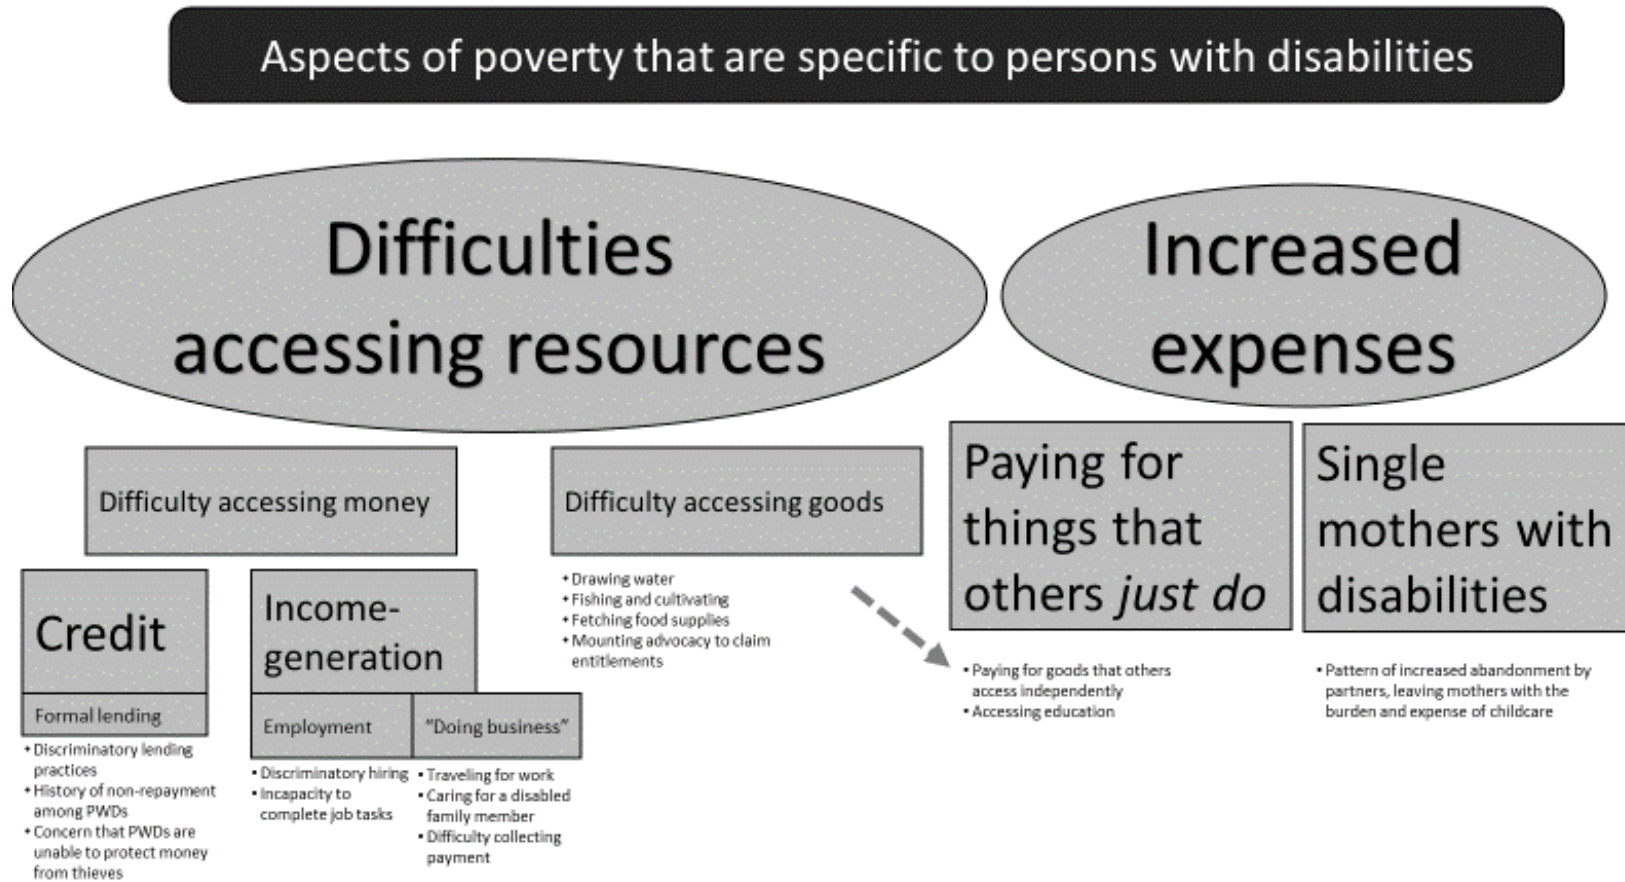 Aspects of poverty that are specific to persons with disabilities
Difficulties
accessing resources
Increased
expenses
Difficulty accessing money
Difficulty accessing goods
Paying for
things that
others just do
Single
mothers with
disabilities
Credit
Formal lending
• Discriminatory lending
practices
• History of non-repayment
among PWDs
• Concern that PWDs are
unable to protect money
from thieves
Income-
generation
Employment
• Discriminatory hiring
• Incapacity to
complete job tasks
"Doing business"
• Traveling for work
• Caring for a disabled
family member
• Difficulty collecting
payment
• Drawing water
• Fishing and cultivating
• Fetching food supplies
• Mounting advocacy to claim
entitlements
▪ Paying for goods that others
access independently
▪ Accessing education
▪ Pattern of increased abandonment by
partners, leaving mothers with the
burden and expense of childcare